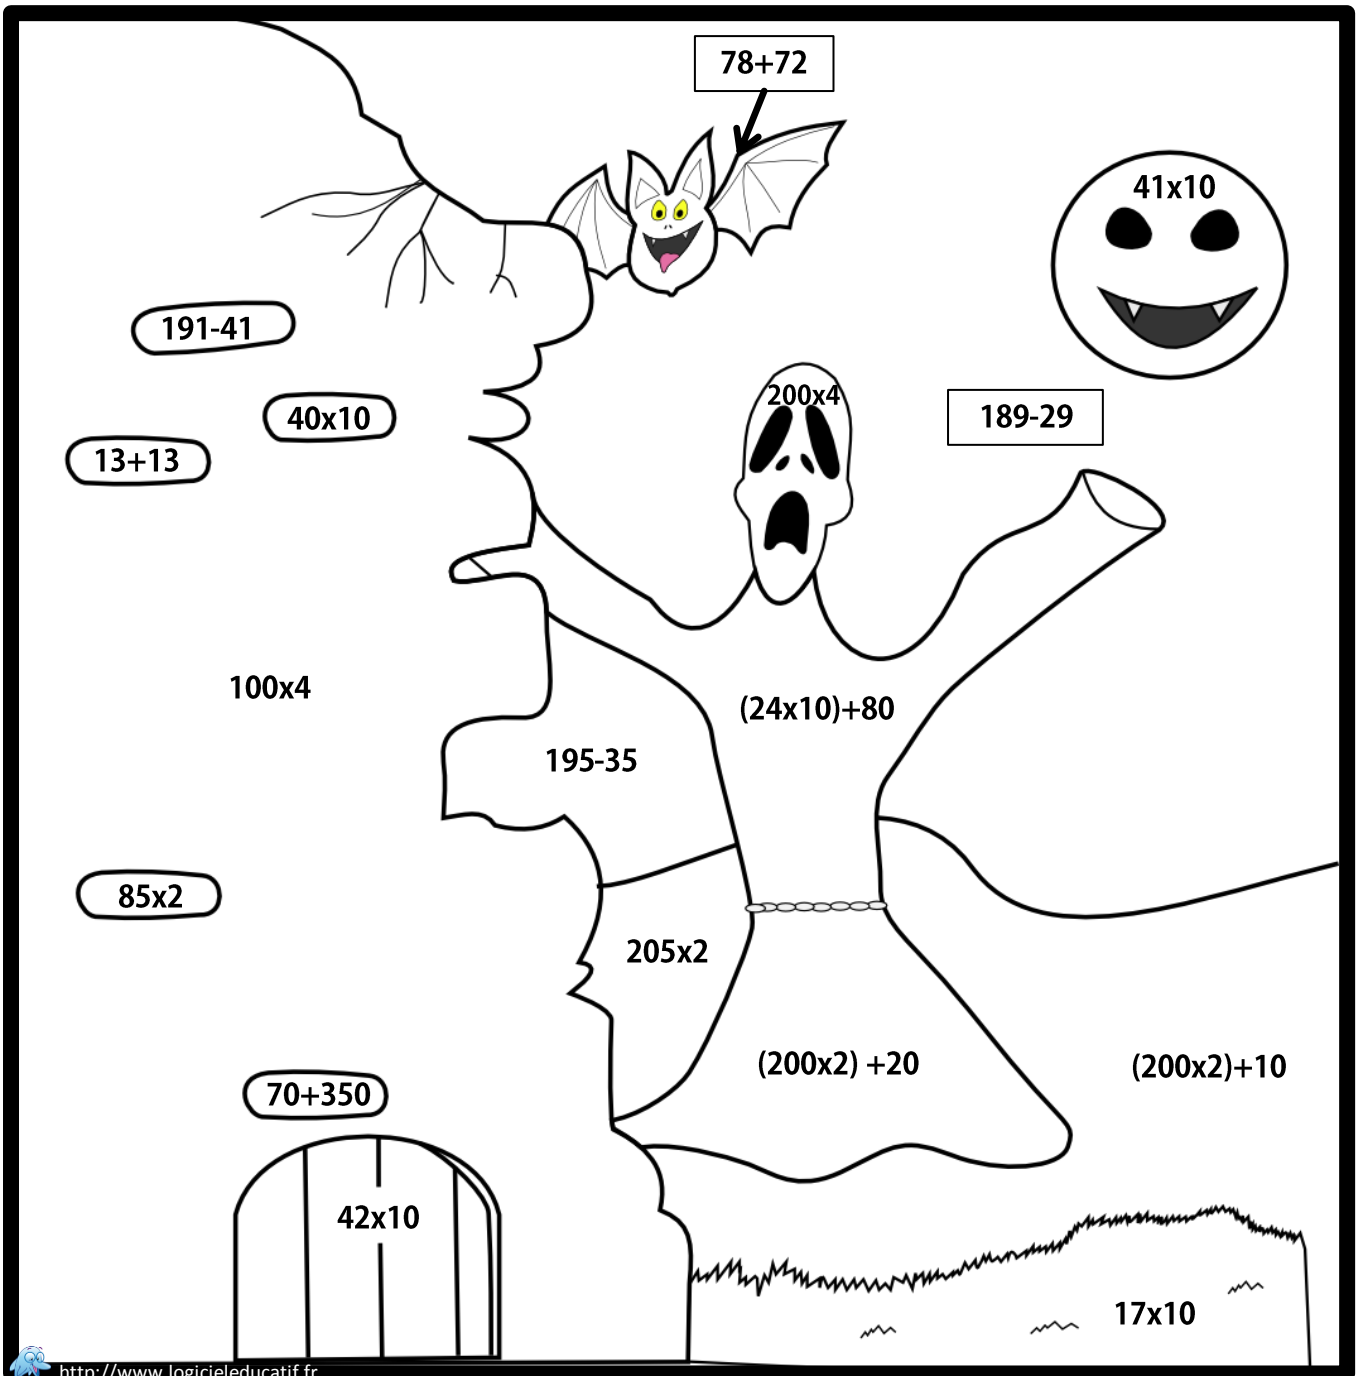 78+72
41x10
191-41
200x4
40x10
189-29
13+13
100x4
(24x10)+80
195-35
85x2
205x2
(200x2) +20
(200x2)+10
70+350
42x10
17x10
http://www.logicieleducatif.fr